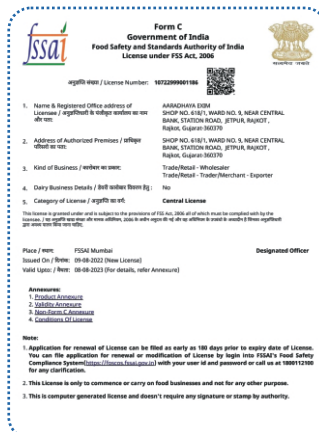 fssai
Form C
Government of India
Food Safety and Standards Authority of India
License under FSS Act, 2006
अनुज्ञप्ति संख्या / License Number: 10722999001186
1. Name & Registered Office address of
Licensee / अनुज्ञप्तिधारी के पंजीकृत कार्यालय का नाम
और पता:
AARADHAYA EXIM
SHOP NO. 618/1, WARD NO. 9, NEAR CENTRAL
BANK, STATION ROAD, JETPUR, RAJKOT ,
Rajkot, Gujarat-360370
2. Address of Authorized Premises / प्राधिकृत
परिसरों का पता:
SHOP NO. 618/1, WARD NO. 9, NEAR CENTRAL
BANK, STATION ROAD, JETPUR, RAJKOT ,
Rajkot, Gujarat-360370
3. Kind of Business / कारोबार का प्रकार:
Trade/Retail - Wholesaler
Trade/Retail - Trader/Merchant - Exporter
4. Dairy Business Details / डेयरी कारोबार विवरण हेतु :
No
5. Category of License / अनुज्ञप्ति का वर्ग:
Central License
This license is granted under and is subject to the provisions of FSS Act, 2006 all of which must be complied with by the
licensee. /
Place / स्थान: FSSAI Mumbai
Designated Officer
Issued On / दिनांक: 09-08-2022 (New License)
Valid Upto: / वैधता: 08-08-2023 (For details, refer Annexure)
Annexures:
1. Product Annexure
2. Validity Annexure
3. Non-Form C Annexure
4. Conditions Of License
Note:
1. Application for renewal of License can be filed as early as 180 days prior to expiry date of License.
You can file application for renewal or modification of License by login into FSSAI's Food Safety
Compliance System(https://foscos.fssai.gov.in) with your user id and password or call us at 1800112100
for any clarification.
2. This License is only to commence or carry on food businesses and not for any other purpose.
3. This is computer generated license and doesn't require any signature or stamp by authority.